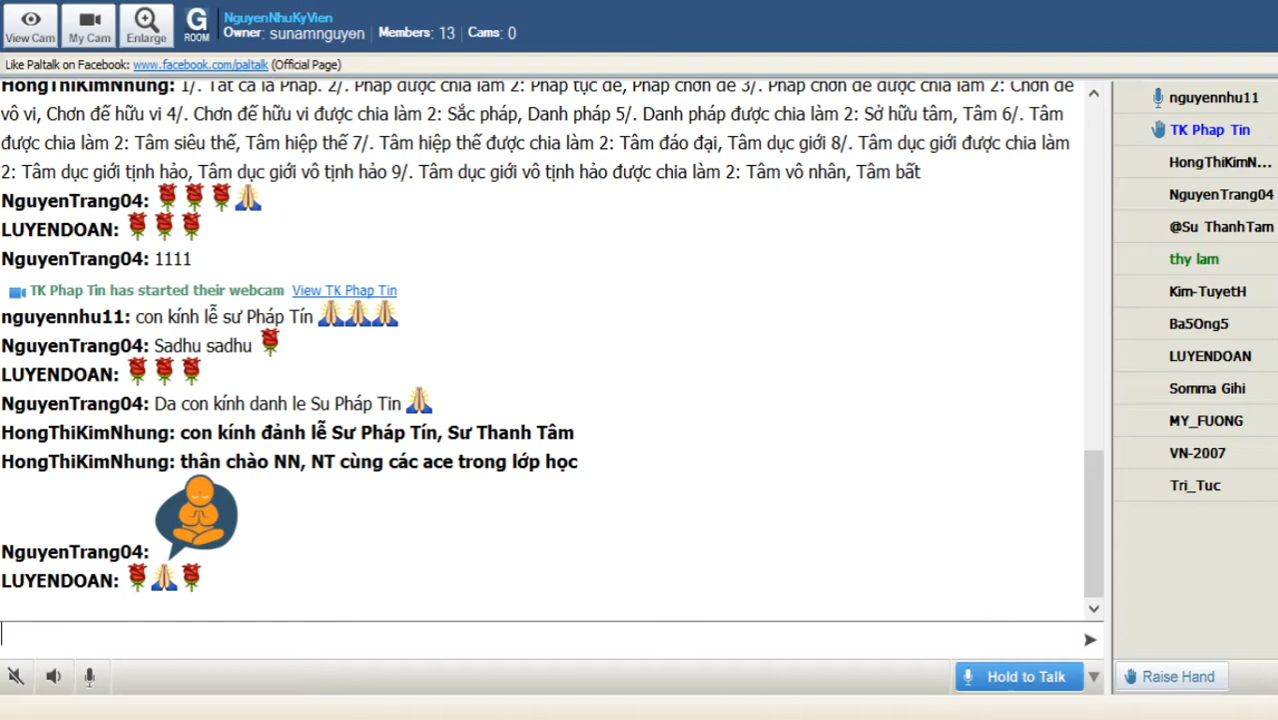 View Cam
My Cam
Enlarge
G
ROOM
NguyenNhuKyVien
Owner: sunamnguyen | Members: 13 | Cams: 0
Like Paltalk on Facebook: www.facebook.com/paltalk (Official Page)
HongThiKimNhung: 1/. Tất cả là Pháp. 2/. Pháp được chia làm 2: Pháp tục đế, Pháp chơn đế 3/. Pháp chơn đế được chia làm 2: Chơn đế
vô vi, Chơn đế hữu vi 4/. Chơn đế hữu vi được chia làm 2: Sắc pháp, Danh pháp 5/. Danh pháp được chia làm 2: Sở hữu tâm, Tâm 6/. Tâm
được chia làm 2: Tâm siêu thế, Tâm hiệp thế 7/. Tâm hiệp thế được chia làm 2: Tâm đáo đại, Tâm dục giới 8/. Tâm dục giới được chia làm
2: Tâm dục giới tịnh hảo, Tâm dục giới vô tịnh hảo 9/. Tâm dục giới vô tịnh hảo được chia làm 2: Tâm vô nhân, Tâm bất
NguyenTrang04:
LUYENDOAN:
NguyenTrang04: 1111
TK Phap Tin has started their webcam View TK Phap Tin
nguyennhu11: con kính lễ sư Pháp Tín
NguyenTrang04: Sadhu sadhu
LUYENDOAN:
NguyenTrang04: Da con kính danh le Su Pháp Tin
HongThiKimNhung: con kính đảnh lễ Sư Pháp Tín, Sư Thanh Tâm
HongThiKimNhung: thân chào NN, NT cùng các ace trong lớp học
NguyenTrang04:
LUYENDOAN:
Hold to Talk
nguyennhu11
TK Phap Tin
HongThiKimN...
NguyenTrang04
@Su ThanhTam
thy lam
Kim-TuyetH
Ba5Ong5
LUYENDOAN
Somma Gihi
MY_FUONG
VN-2007
Tri_Tuc
Raise Hand